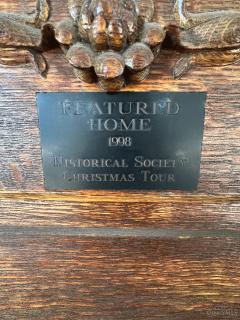 FEATURED
HOME
1998
HISTORICAL SOCIETY
CHRISTMAS TOUR